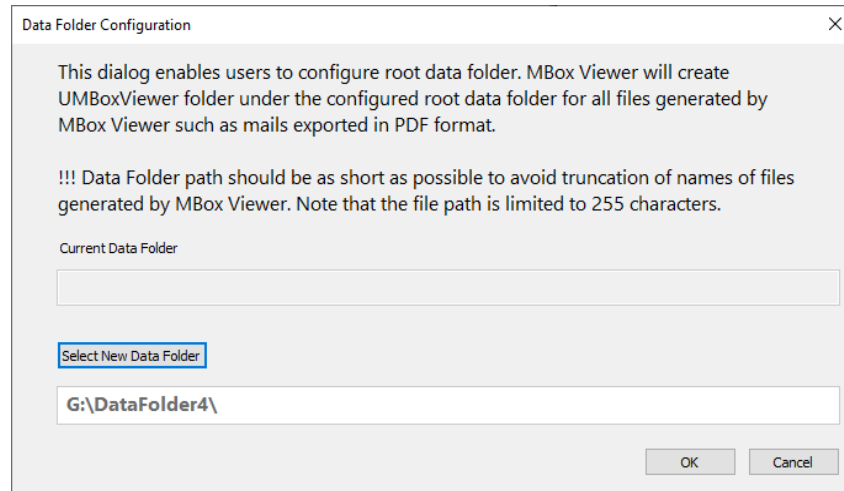 Data Folder Configuration
This dialog enables users to configure root data folder. MBox Viewer will create
UMBoxViewer folder under the configured root data folder for all files generated by
MBox Viewer such as mails exported in PDF format.
!!! Data Folder path should be as short as possible to avoid truncation of names of files
generated by MBox Viewer. Note that the file path is limited to 255 characters.
Current Data Folder
Select New Data Folder
G:\DataFolder4\
OK Cancel